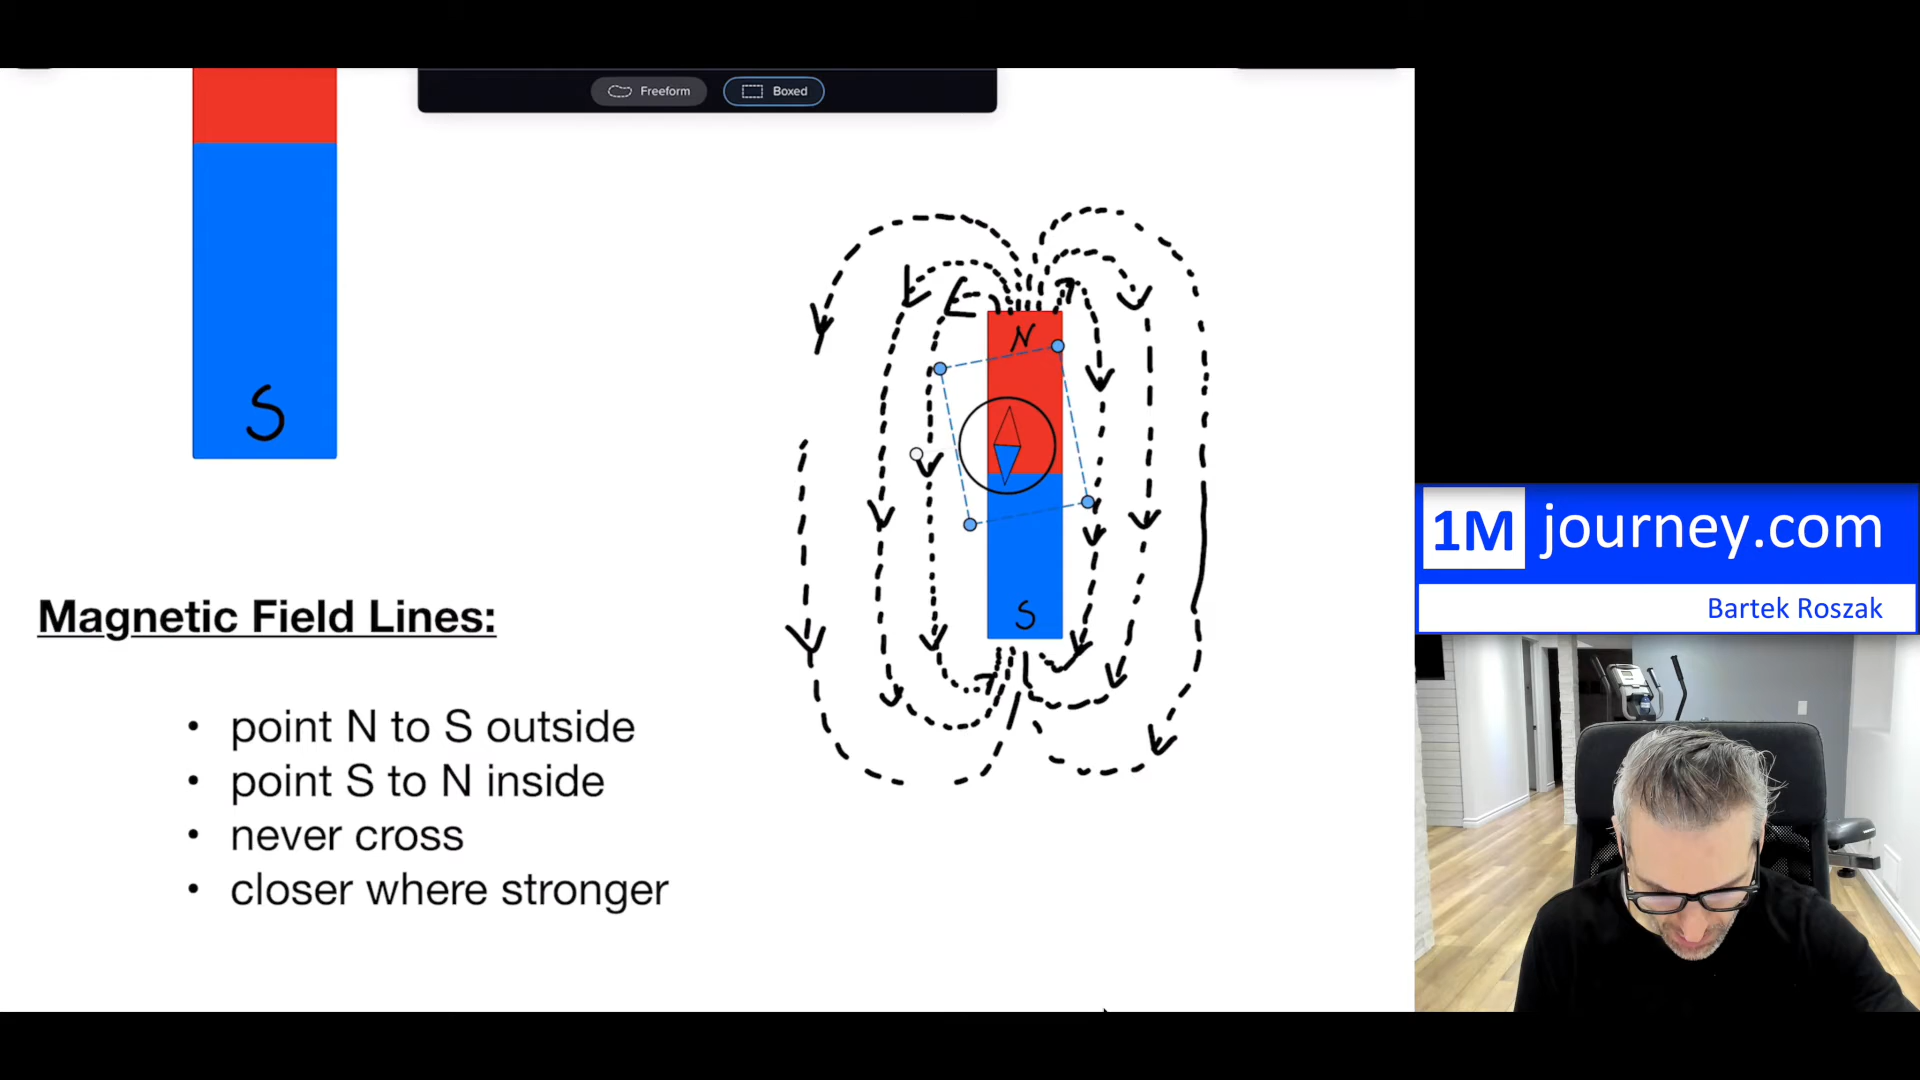 Freeform Boxed
N
S
S
Magnetic Field Lines:
• point N to S outside
• point S to N inside
• never cross
• closer where stronger
1M journey.com
Bartek Roszak